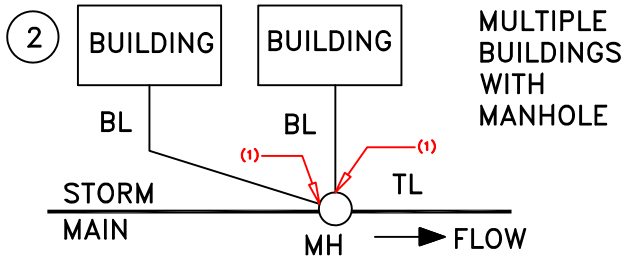 2
BUILDING
BUILDING
MULTIPLE
BUILDINGS
WITH
MANHOLE
BL
BL
(1)
(1)
STORM
TL
MAIN
MH
FLOW